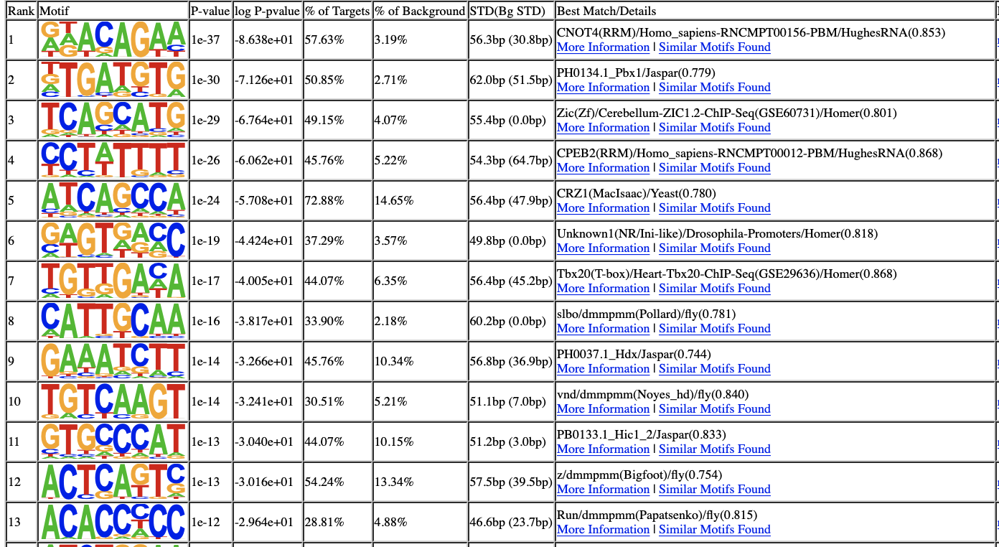 Rank Motif P-value log P-pvalue % of Targets % of Background STD(Bg STD) Best Match/Details
1 1e-37 -8.638e+01 57.63% 3.19% 56.3bp (30.8bp) CNOT4(RRM)/Homo_sapiens-RNCMPT00156-PBM/HughesRNA(0.853)
More Information | Similar Motifs Found
2 1e-30 -7.126e+01 50.85% 2.71% 62.0bp (51.5bp) PH0134.1_Pbx1/Jaspar(0.779)
More Information | Similar Motifs Found
3 TCAGCATG 1e-29 -6.764e+01 49.15% 4.07% 55.4bp (0.0bp) Zic(Zf)/Cerebellum-ZIC1.2-ChIP-Seq(GSE60731)/Homer(0.801)
More Information | Similar Motifs Found
4 CCTATTTT 1e-26 -6.062e+01 45.76% 5.22% 54.3bp (64.7bp) CPEB2(RRM)/Homo_sapiens-RNCMPT00012-PBM/HughesRNA(0.868)
More Information | Similar Motifs Found
5 ATCAGCCA 1e-24 -5.708e+01 72.88% 14.65% 56.4bp (47.9bp) CRZ1(MacIsaac)/Yeast(0.780)
More Information | Similar Motifs Found
6 GAGTGACC 1e-19 -4.424e+01 37.29% 3.57% 49.8bp (0.0bp) Unknown1(NR/Ini-like)/Drosophila-Promoters/Homer(0.818)
More Information | Similar Motifs Found
7 TGTTGACA 1e-17 -4.005e+01 44.07% 6.35% 56.4bp (45.2bp) Tbx20(T-box)/Heart-Tbx20-ChIP-Seq(GSE29636)/Homer(0.868)
More Information | Similar Motifs Found
8 CATTGCAA 1e-16 -3.817e+01 33.90% 2.18% 60.2bp (0.0bp) slbo/dmmpmm(Pollard)/fly(0.781)
More Information | Similar Motifs Found
9 GAAATCTT 1e-14 -3.266e+01 45.76% 10.34% 56.8bp (36.9bp) PH0037.1_Hdx/Jaspar(0.744)
More Information | Similar Motifs Found
10 TGTCAAGT 1e-14 -3.241e+01 30.51% 5.21% 51.1bp (7.0bp) vnd/dmmpmm(Noyes_hd)/fly(0.840)
More Information | Similar Motifs Found
11 GTGCCCAT 1e-13 -3.040e+01 44.07% 10.15% 51.2bp (3.0bp) PB0133.1_Hic1_2/Jaspar(0.833)
More Information | Similar Motifs Found
12 ACTCAGTC 1e-13 -3.016e+01 54.24% 13.34% 57.5bp (39.5bp) z/dmmpmm(Bigfoot)/fly(0.754)
More Information | Similar Motifs Found
13 ACACCCCC 1e-12 -2.964e+01 28.81% 4.88% 46.6bp (23.7bp) Run/dmmpmm(Papatsenko)/fly(0.815)
More Information | Similar Motifs Found